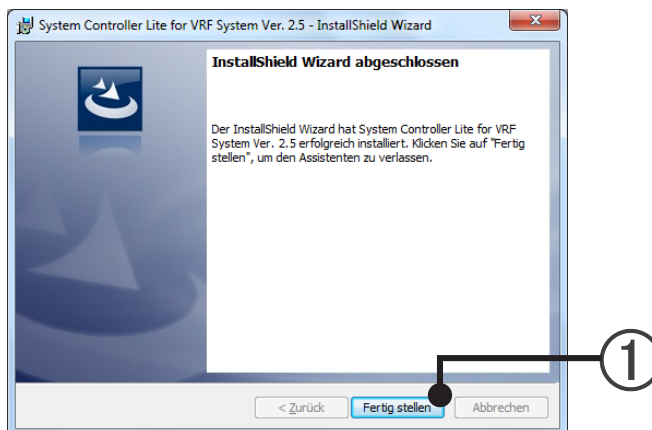 System Controller Lite for VRF System Ver. 2.5 - InstallShield Wizard
InstallShield Wizard abgeschlossen
Der InstallShield Wizard hat System Controller Lite for VRF
System Ver. 2.5 erfolgreich installiert. Klicken Sie auf "Fertig
stellen", um den Assistenten zu verlassen.
< Zurück Fertig stellen Abbrechen
1